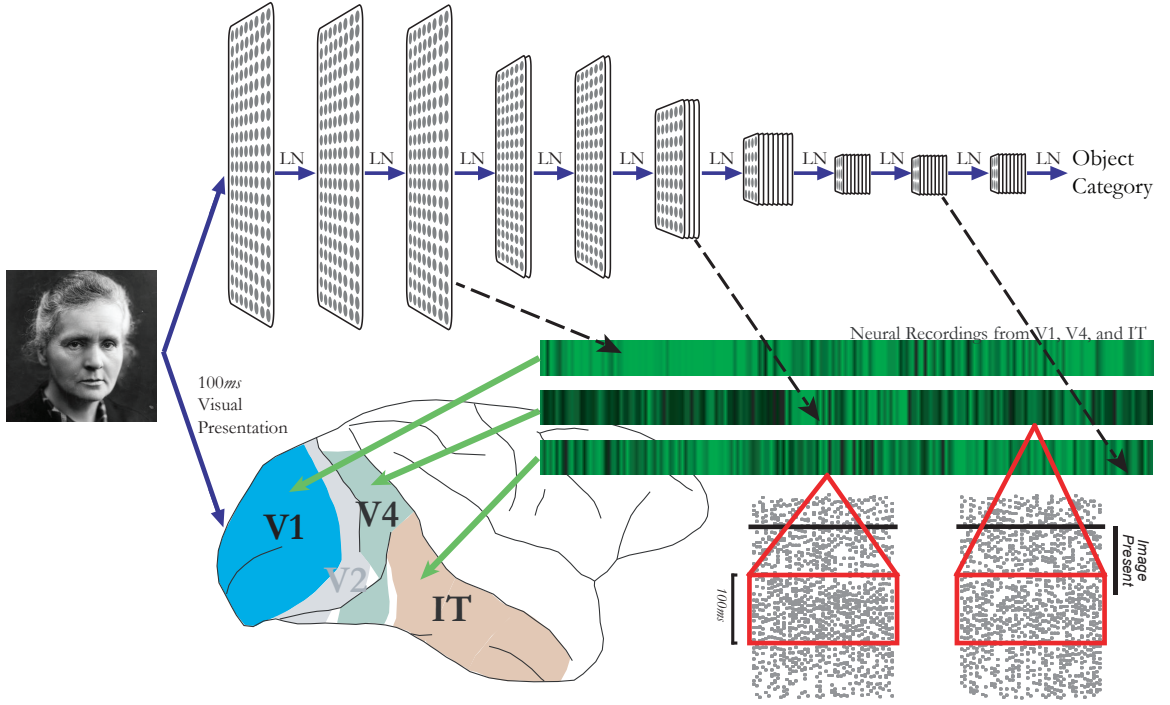 LN
LN
LN
LN
LN
LN
LN
LN
LN
LN
Object
Category
Neural Recordings from V1, V4, and IT
100ms
Visual
Presentation
V1
V2
V4
IT
100ms
Image
Present